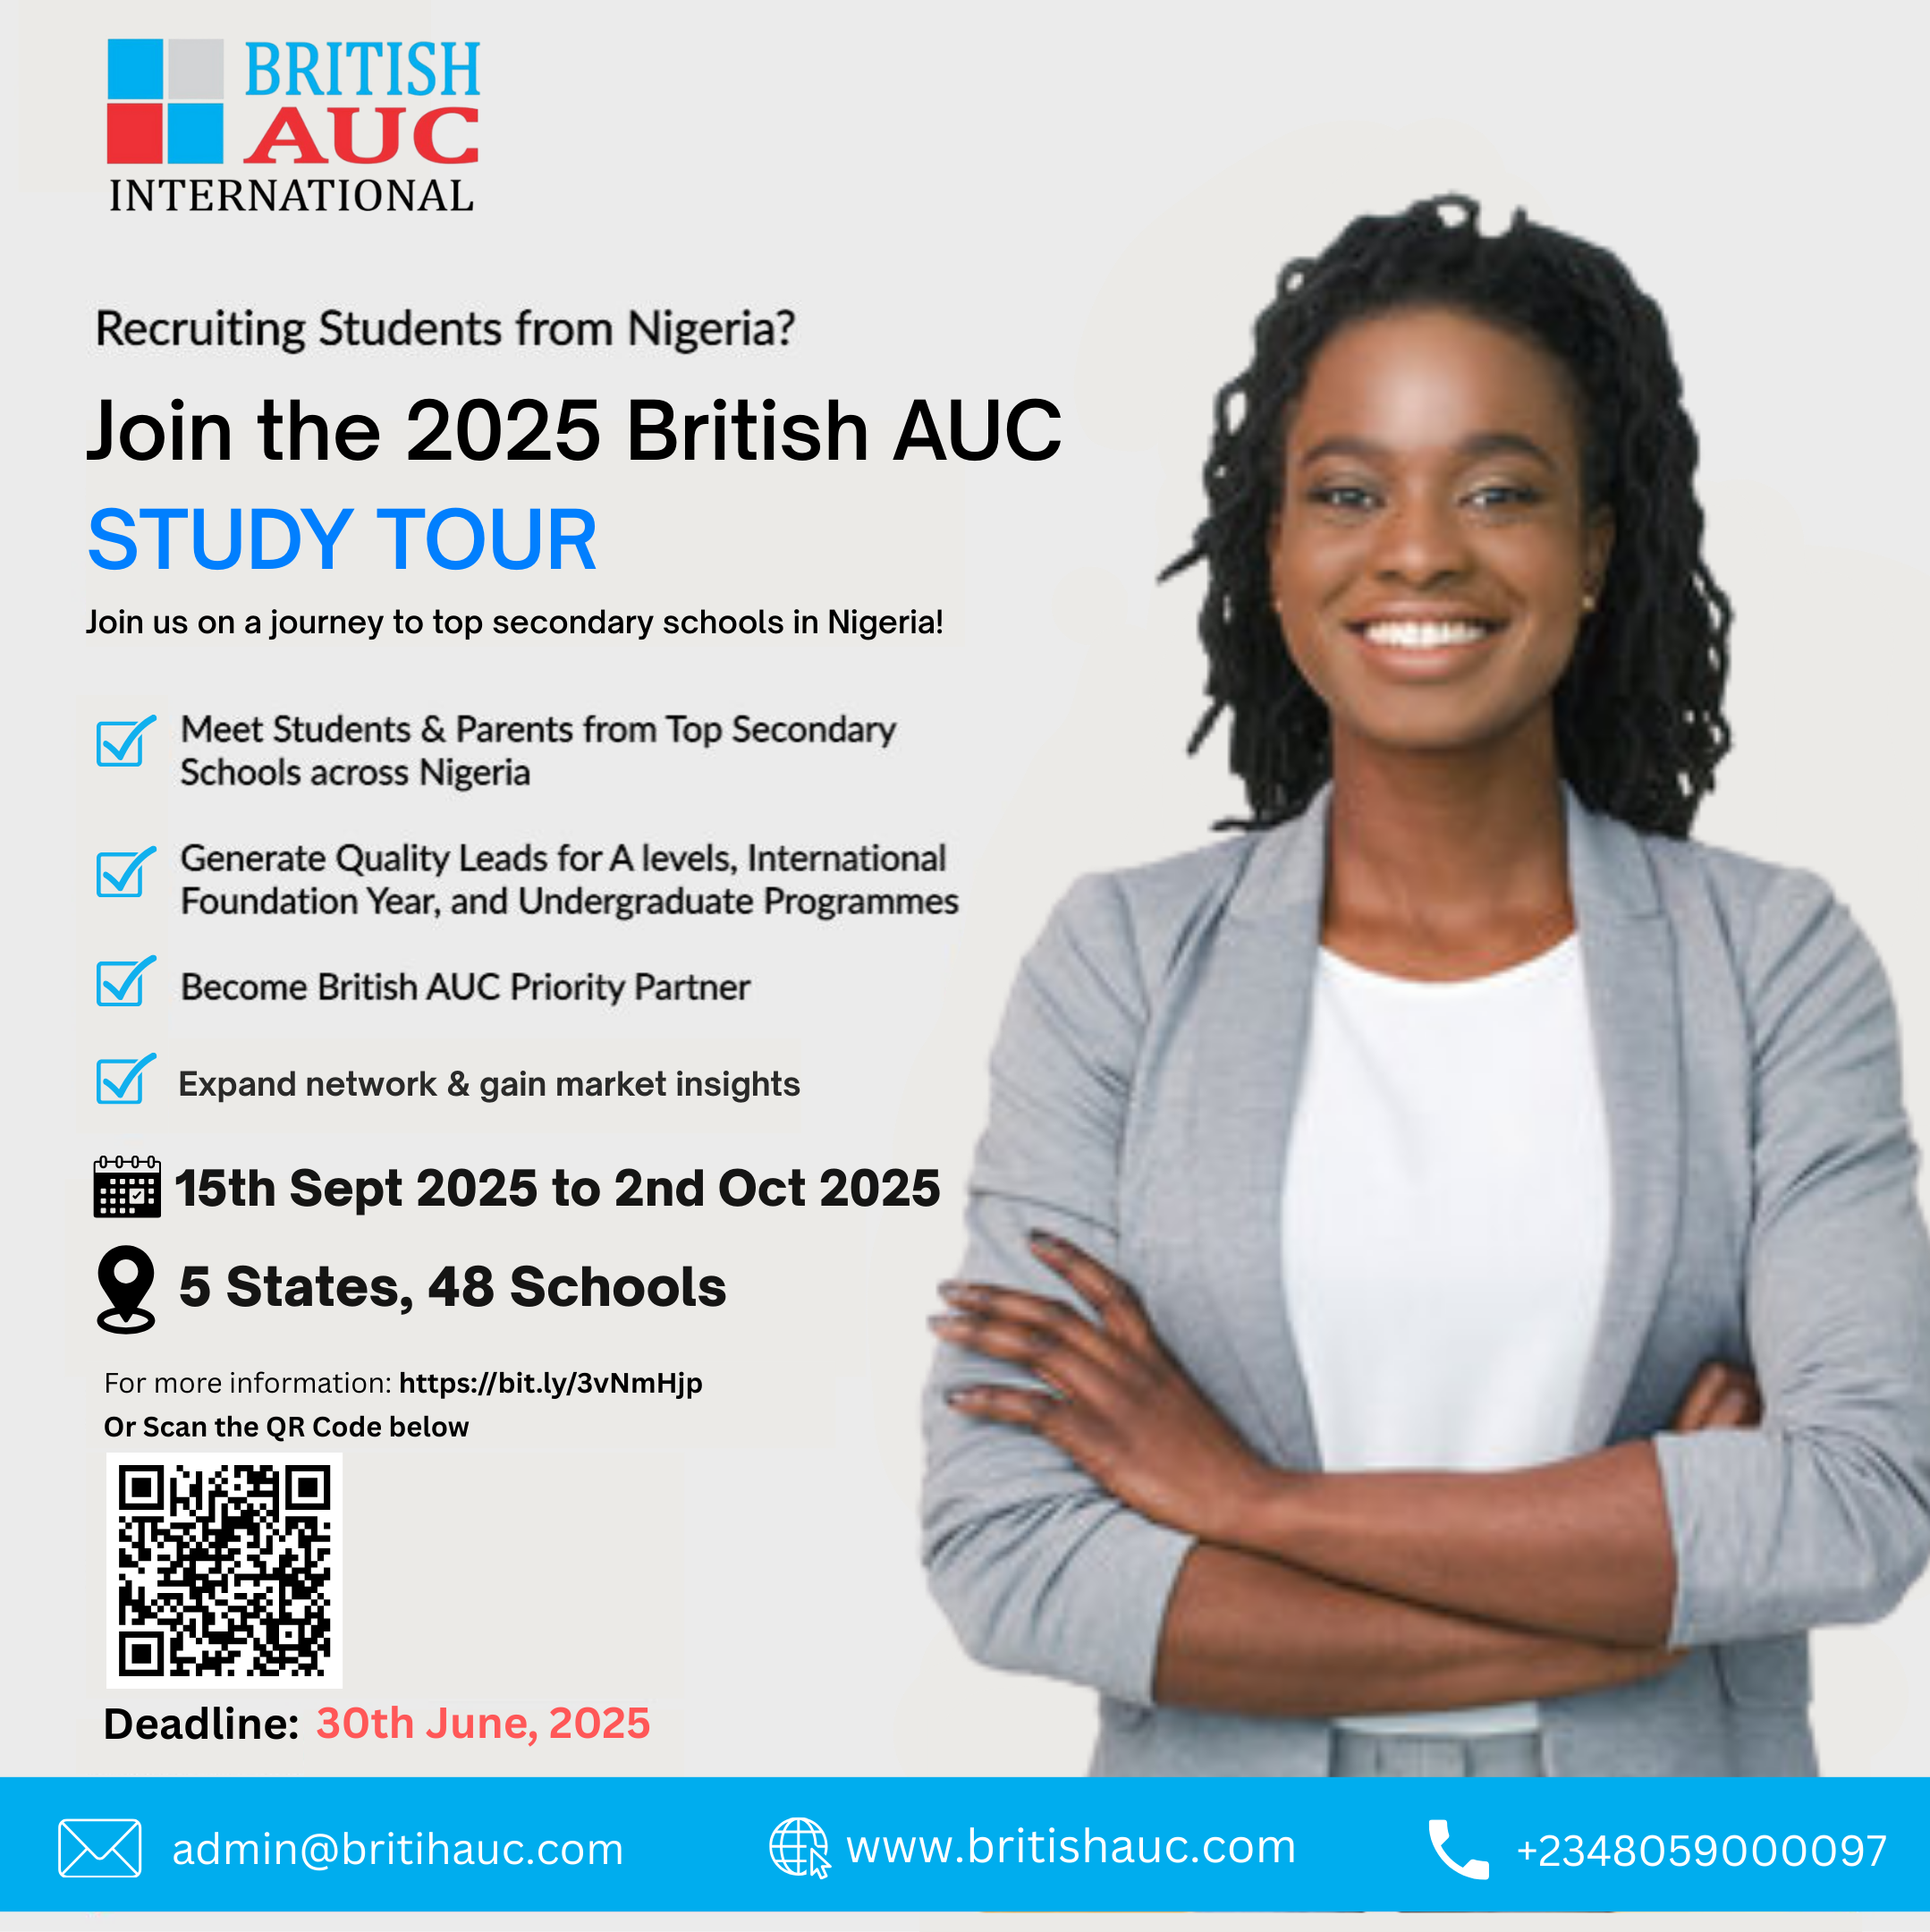 BRITISH
AUC
INTERNATIONAL
Recruiting Students from Nigeria?
Join the 2025 British AUC
STUDY TOUR
Join us on a journey to top secondary schools in Nigeria!
Meet Students & Parents from Top Secondary
Schools across Nigeria
Generate Quality Leads for A levels, International
Foundation Year, and Undergraduate Programmes
Become British AUC Priority Partner
Expand network & gain market insights
15th Sept 2025 to 2nd Oct 2025
5 States, 48 Schools
For more information: https://bit.ly/3vNmHjp
Or Scan the QR Code below
Deadline: 30th June, 2025
admin@britihauc.com
www.britishauc.com
+2348059000097